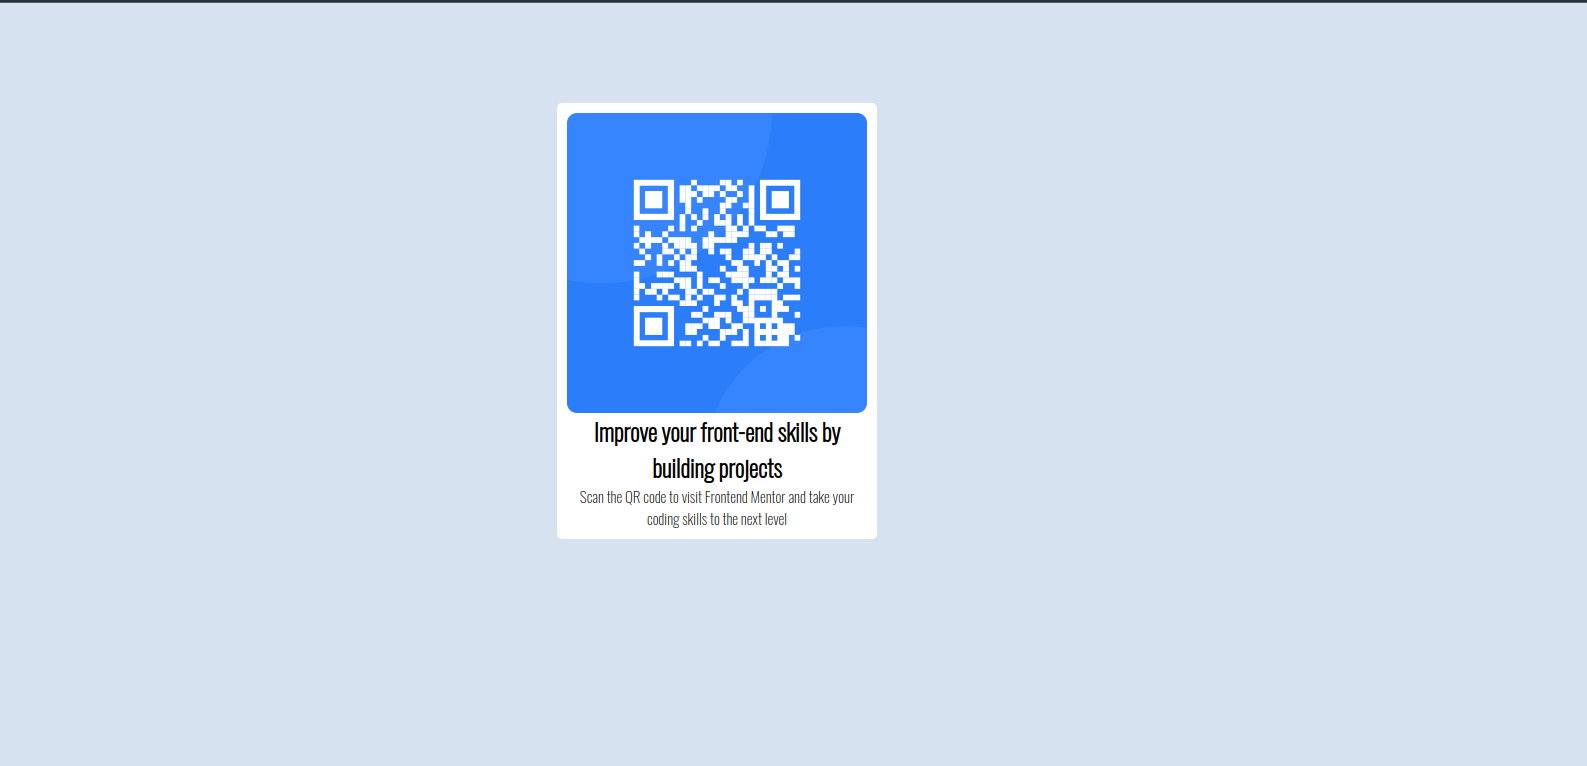 Improve your front-end skills by
building projects
Scan the QR code to visit Frontend Mentor and take your
coding skills to the next level